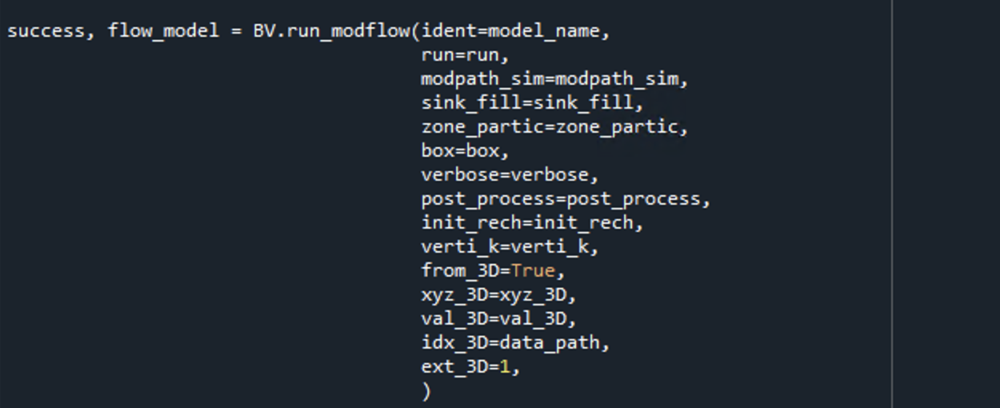 success, flow_model = BV.run_modflow(ident=model_name,
run=run,
modpath_sim=modpath_sim,
sink_fill=sink_fill,
zone_partic=zone_partic,
box=box,
verbose=verbose,
post_process=post_process,
init_rech=init_rech,
verti_k=verti_k,
from_3D=True,
xyz_3D=xyz_3D,
val_3D=val_3D,
idx_3D=data_path,
ext_3D=1,
)